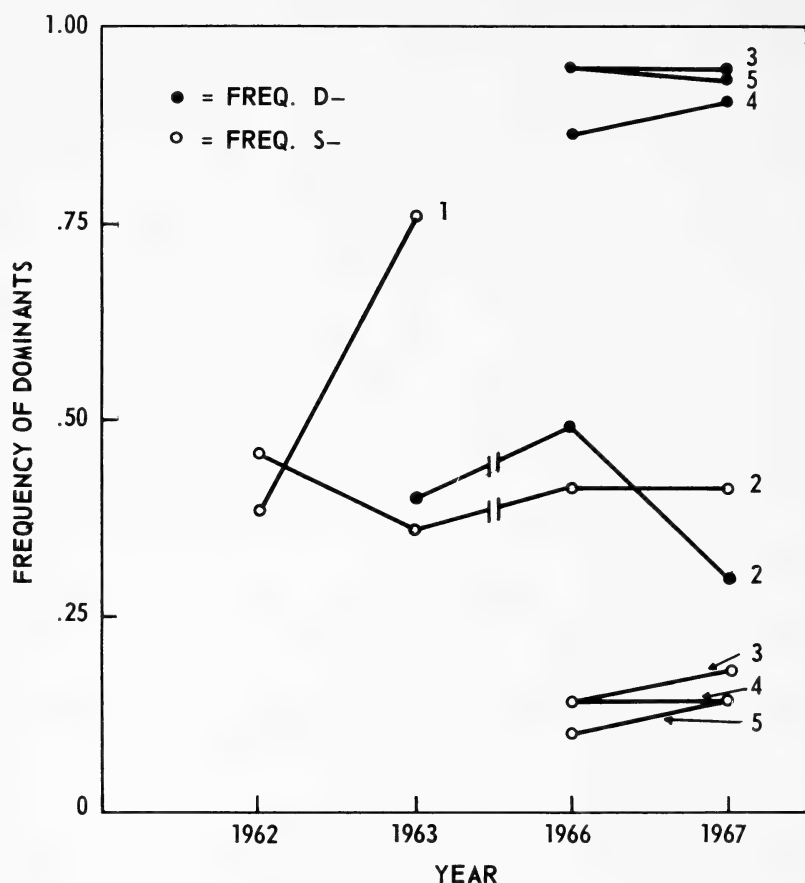 1.00
.75
.50
.25
0
FREQUENCY OF DOMINANTS
● = FREQ. D–
○ = FREQ. S–
1
3
5
4
2
2
3
4
5
1962 1963 1966 1967
YEAR